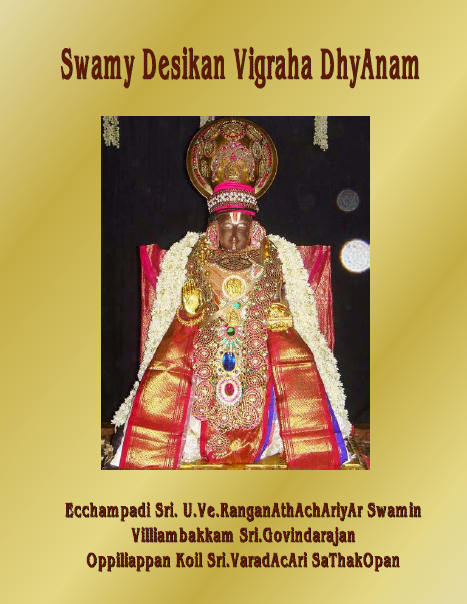 Swamy Desikan Vigraha DhyAnam
Ecchampadi Sri. U.Ve.RanganAthAchAriyAr Swamin
Villiambakkam Sri.Govindarajan
Oppiliappan Koil Sri.VaradAcAri SaThakOpan